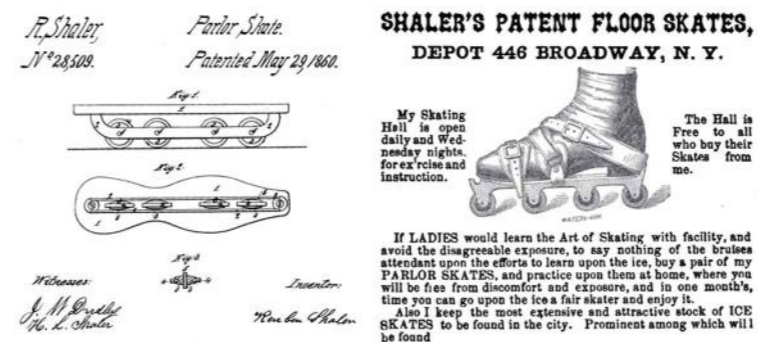 R. Shaler,
Parlor Skate.
No 28,509.
Patented May 29, 1860.
Fig. 1.
Fig. 2.
Fig. 3
Witnesses:
Inventor:
J. W. Dridley
H. L. Shaler
Reuben Shaler
SHALER'S PATENT FLOOR SKATES,
DEPOT 446 BROADWAY, N. Y.
My Skating
Hall is open
daily and Wed-
nesday nights.
for ex'rcise and
instruction.
The Hall is
Free to all
who buy their
Skates from
me.
If LADIES would learn the Art of Skating with facility, and
avoid the disagreeable exposure, to say nothing of the bruises
attendant upon the efforts to learn upon the ice, buy a pair of my
PARLOR SKATES, and practice upon them at home, where you
will be fies from discomfort and exposure, and in one month's,
time you can go upon the ice a fair skater and enjoy it.
Also I keep the most extensive and attractive stock of ICE
SKATES to be found in the city. Prominent among which will
be found